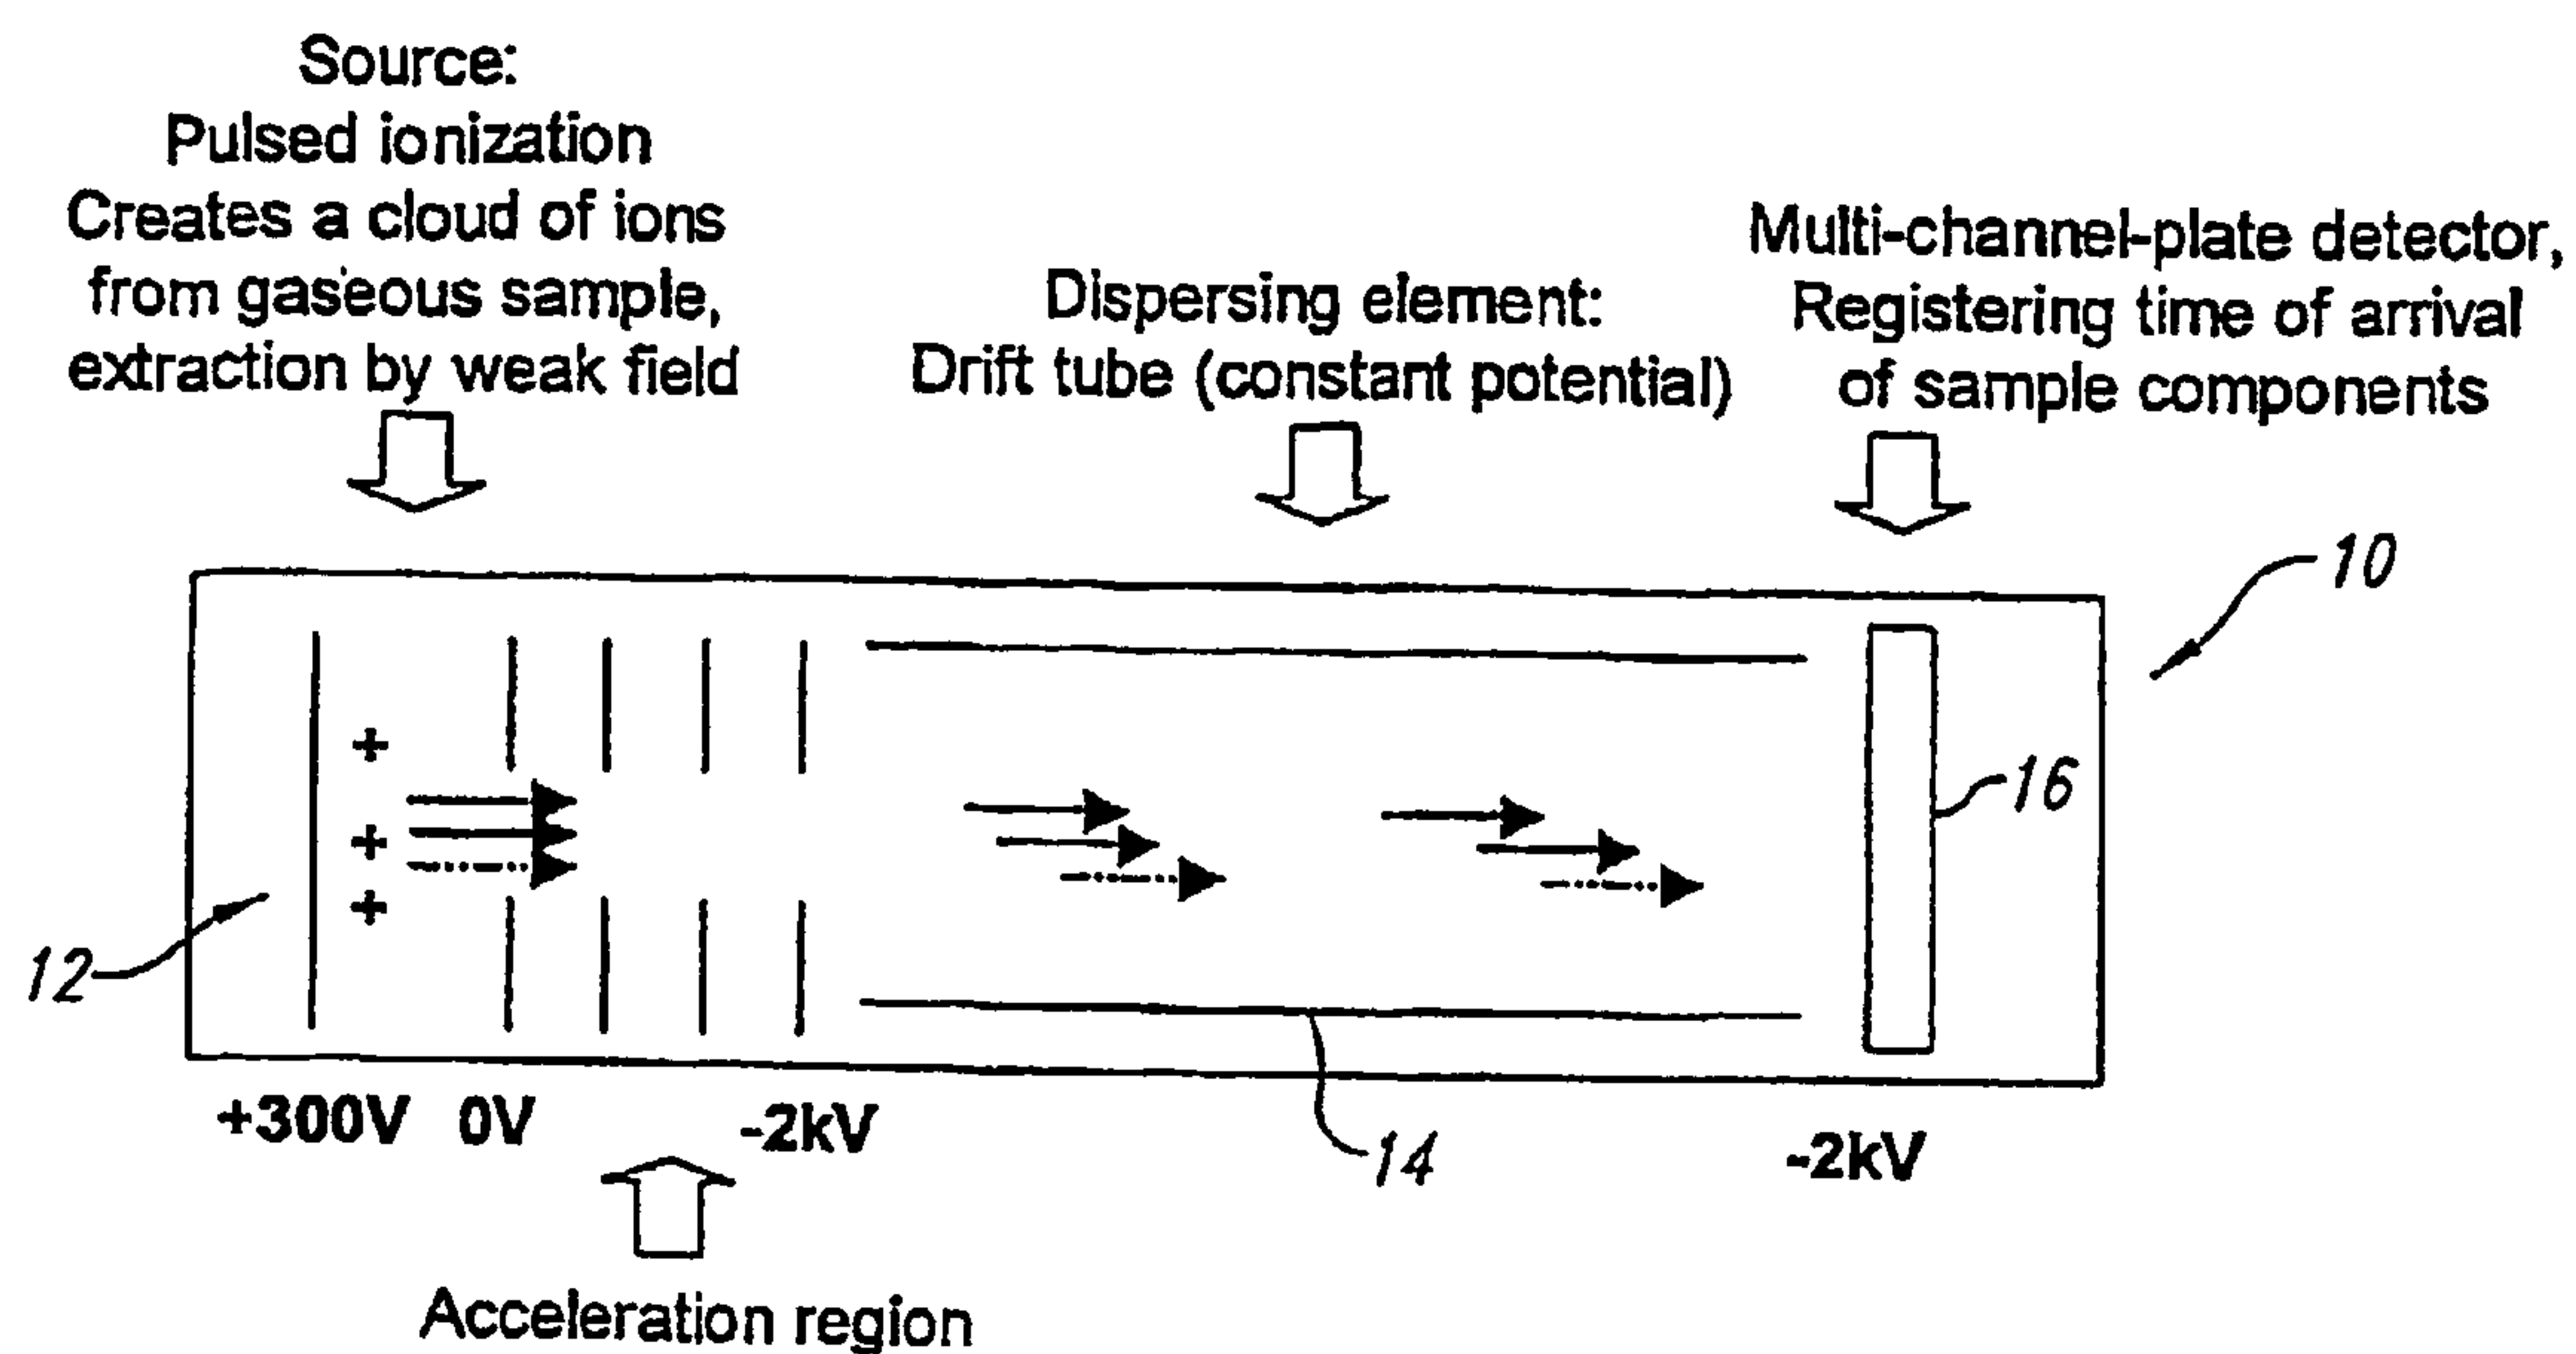 Source:
Pulsed ionization
Creates a cloud of ions
from gaseous sample,
extraction by weak field
Dispersing element:
Drift tube (constant potential)
Multi-channel-plate detector,
Registering time of arrival
of sample components
10
+
+
+
16
12
+300V 0V -2kV
14
-2kV
Acceleration region